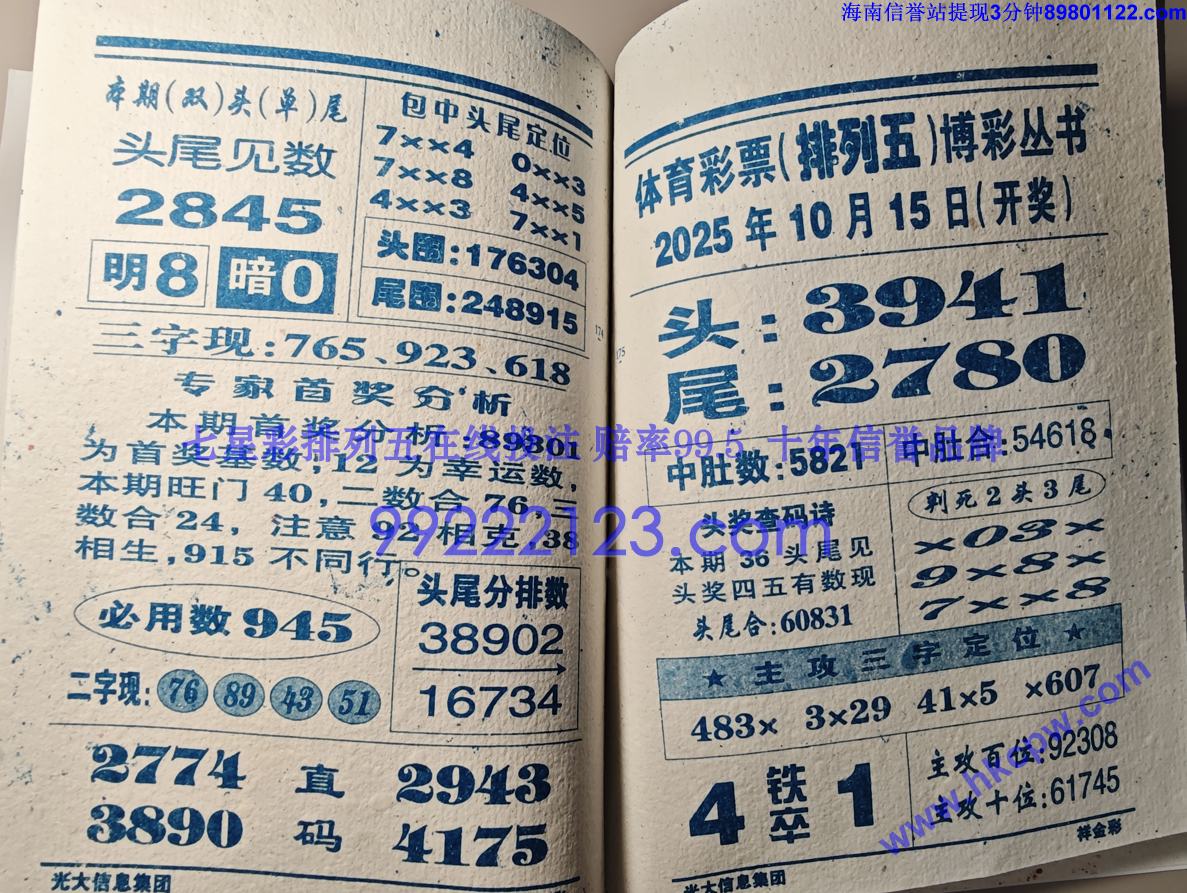 海南信誉站提现3分钟89801122.com
本期(双)头(单)尾
头尾见数
2845
明8 暗0
包中头尾定位
7××4 0××3
7××8 4××5
4××3 7××1
头围:176304
尾围:248915
三字现:765、923、618
专家首奖分析
本期首奖分析:89301
为首奖基数,12为幸运数,
本期旺门40,二数合76,三
数合24,注意92相克,38
相生,915不同行。
必用数945
二字现: 76 89 43 51
头尾分排数
38902
16734
2774 直 2943
3890 码 4175
光大信息集团
174
175
体育彩票(排列五)博彩丛书
2025年10月15日(开奖)
头:3941
尾:2780
中肚数:5821
中肚合:54618
头奖查码诗
本期36头尾见
头奖四五有数现
头尾合:60831
判死2头3尾
×03×
9×8×
7××8
★主攻三字定位★
483× 3×29 41×5 ×607
4 铁卒 1
主攻百位:92308
主攻十位:61745
祥金彩
光大信息集团
七星彩排列五在线投注 赔率99.5 十年信誉品牌
99222123.com
www.hkcpw.com